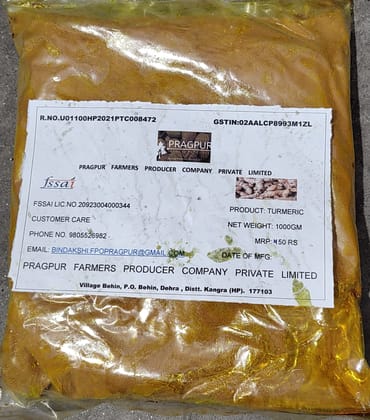 R.NO.U01100HP2021PTC008472 GSTIN:02AALCP8993M1ZL
PRAGPUR
PRAGPUR FARMERS PRODUCER COMPANY PRIVATE LIMITED
fssai
FSSAI LIC.NO. 20923004000344
PRODUCT: TURMERIC
CUSTOMER CARE
NET WEIGHT: 1000GM
PHONE NO. 9805526982
MRP: 450 RS
EMAIL: BINDAKSHI.FPOPRAGPUR@GMAIL.COM
DATE OF MFG:
PRAGPUR FARMERS PRODUCER COMPANY PRIVATE LIMITED
Village Behin, P.O. Behin, Dehra , Distt. Kangra (HP). 177103